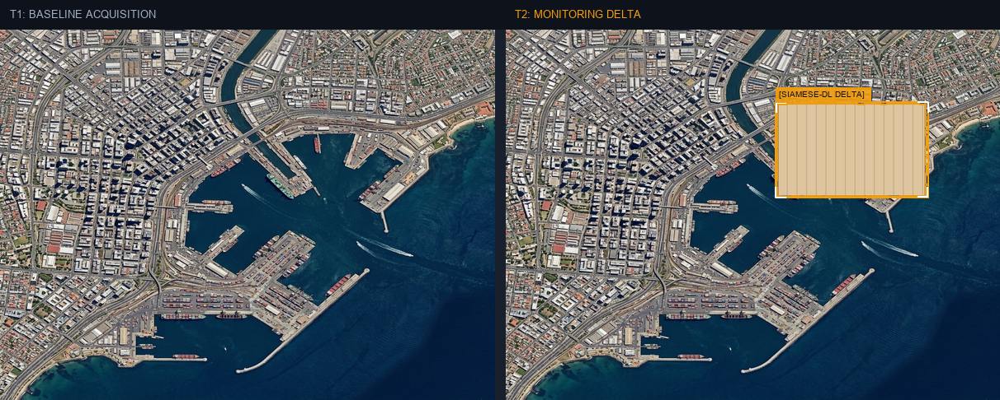 T1: BASELINE ACQUISITION
T2: MONITORING DELTA
[SIAMESE-DL DELTA]